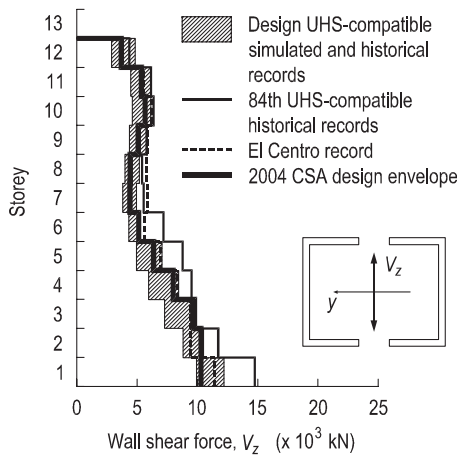 13
12
11
10
9
8
7
6
5
4
3
2
1
Storey
Design UHS-compatible
simulated and historical
records
84th UHS-compatible
historical records
El Centro record
2004 CSA design envelope
Vz
y
0 5 10 15 20 25
Wall shear force, Vz (x 10³ kN)